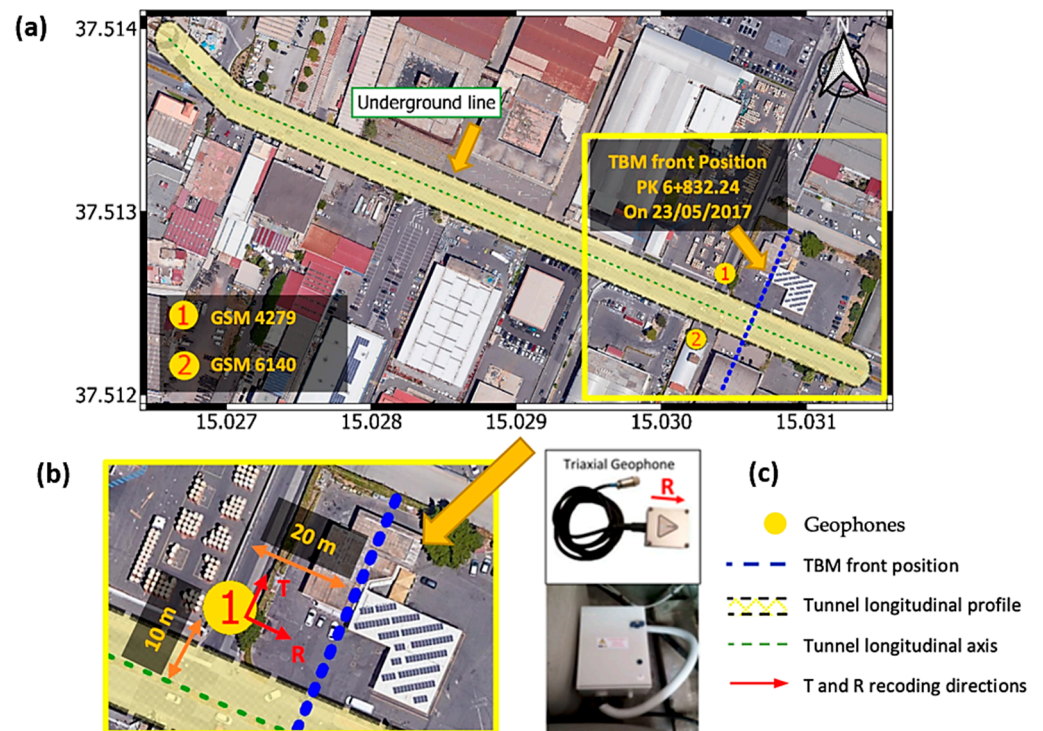 (a)
37.514
37.513
37.512
Underground line
TBM front Position
PK 6+832.24
On 23/05/2017
1
2
1 GSM 4279
2 GSM 6140
15.027 15.028 15.029 15.030 15.031
(b)
20 m
10 m
1
T
R
Triaxial Geophone
R
(c)
Geophones
TBM front position
Tunnel longitudinal profile
Tunnel longitudinal axis
T and R recoding directions